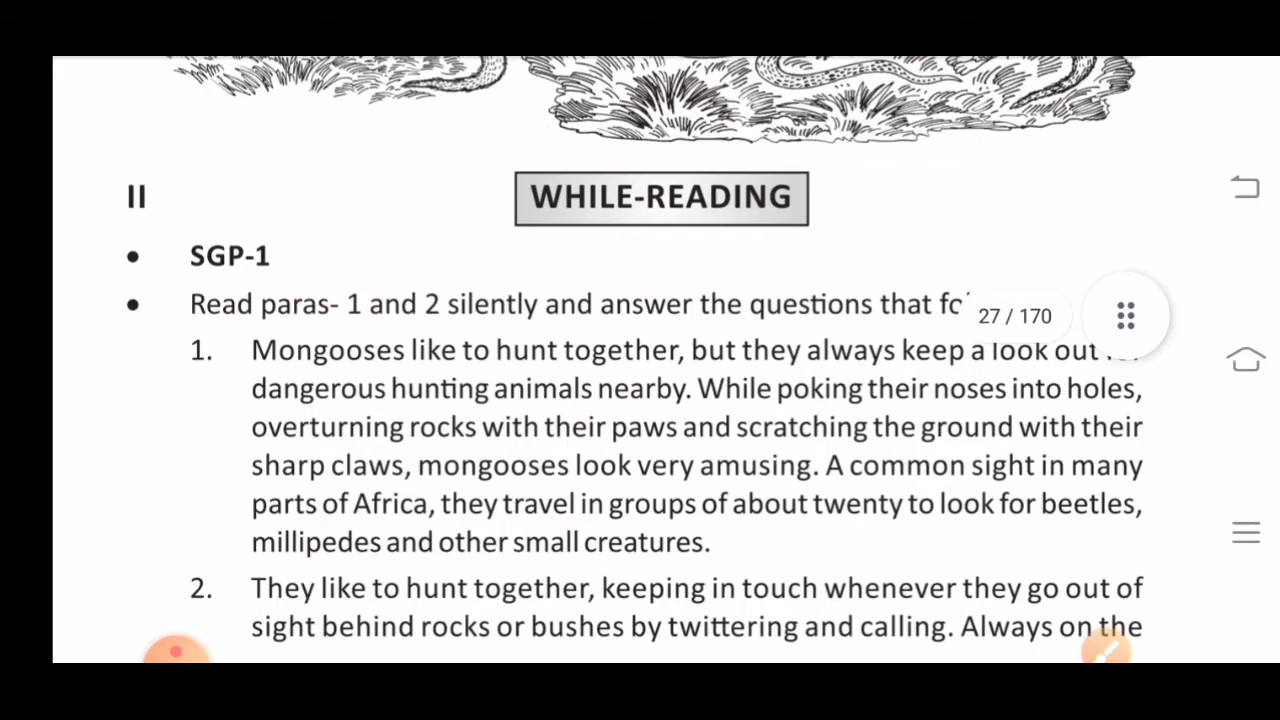 II
WHILE-READING
• SGP-1
• Read paras- 1 and 2 silently and answer the questions that
27 / 170
1. Mongooses like to hunt together, but they always keep a look out
dangerous hunting animals nearby. While poking their noses into holes,
overturning rocks with their paws and scratching the ground with their
sharp claws, mongooses look very amusing. A common sight in many
parts of Africa, they travel in groups of about twenty to look for beetles,
millipedes and other small creatures.
2. They like to hunt together, keeping in touch whenever they go out of
sight behind rocks or bushes by twittering and calling. Always on the